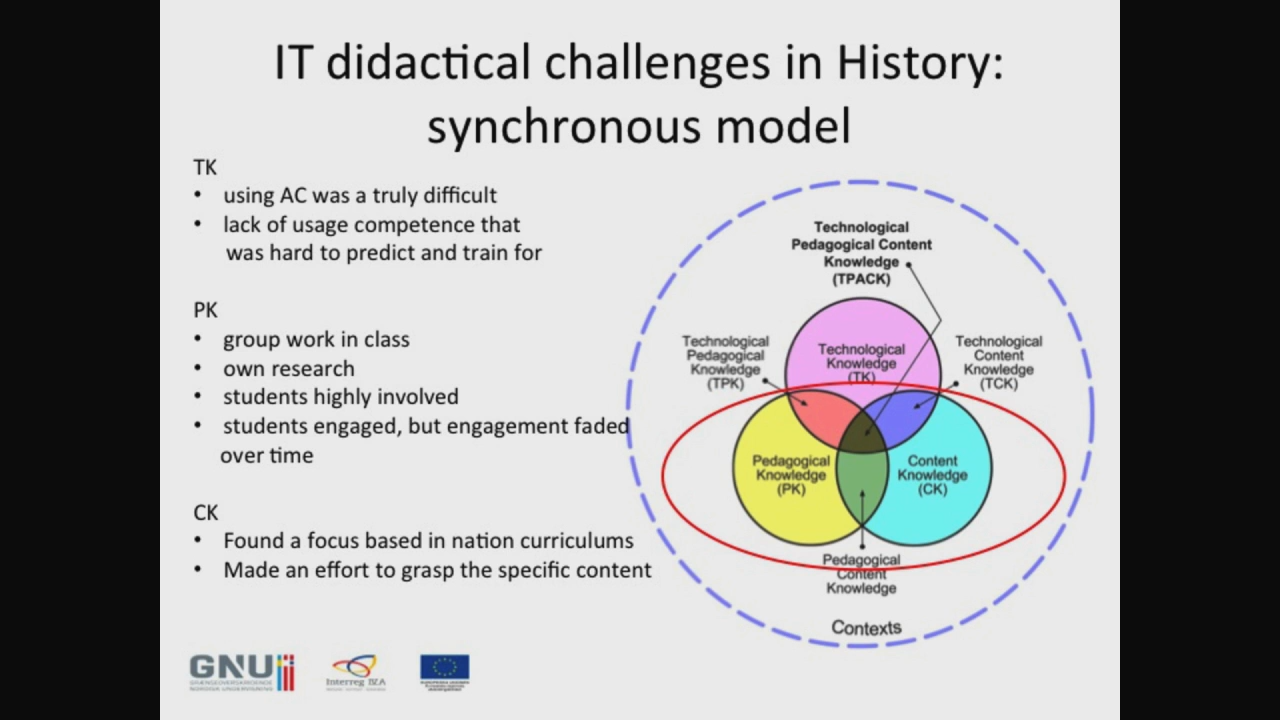 IT didactical challenges in History:
synchronous model
TK
• using AC was a truly difficult
• lack of usage competence that
was hard to predict and train for
PK
• group work in class
• own research
• students highly involved
• students engaged, but engagement faded
over time
CK
• Found a focus based in nation curriculums
• Made an effort to grasp the specific content
Technological
Pedagogical Content
Knowledge
(TPACK)
Technological
Pedagogical
Knowledge
(TPK)
Technological
Knowledge
(TK)
Technological
Content
Knowledge
(TCK)
Pedagogical
Knowledge
(PK)
Content
Knowledge
(CK)
Pedagogical
Content
Knowledge
Contexts
GNU
GRÆNSEOVERSKRIDENDE
NORDISK UNDERVISNING
Interreg IVA